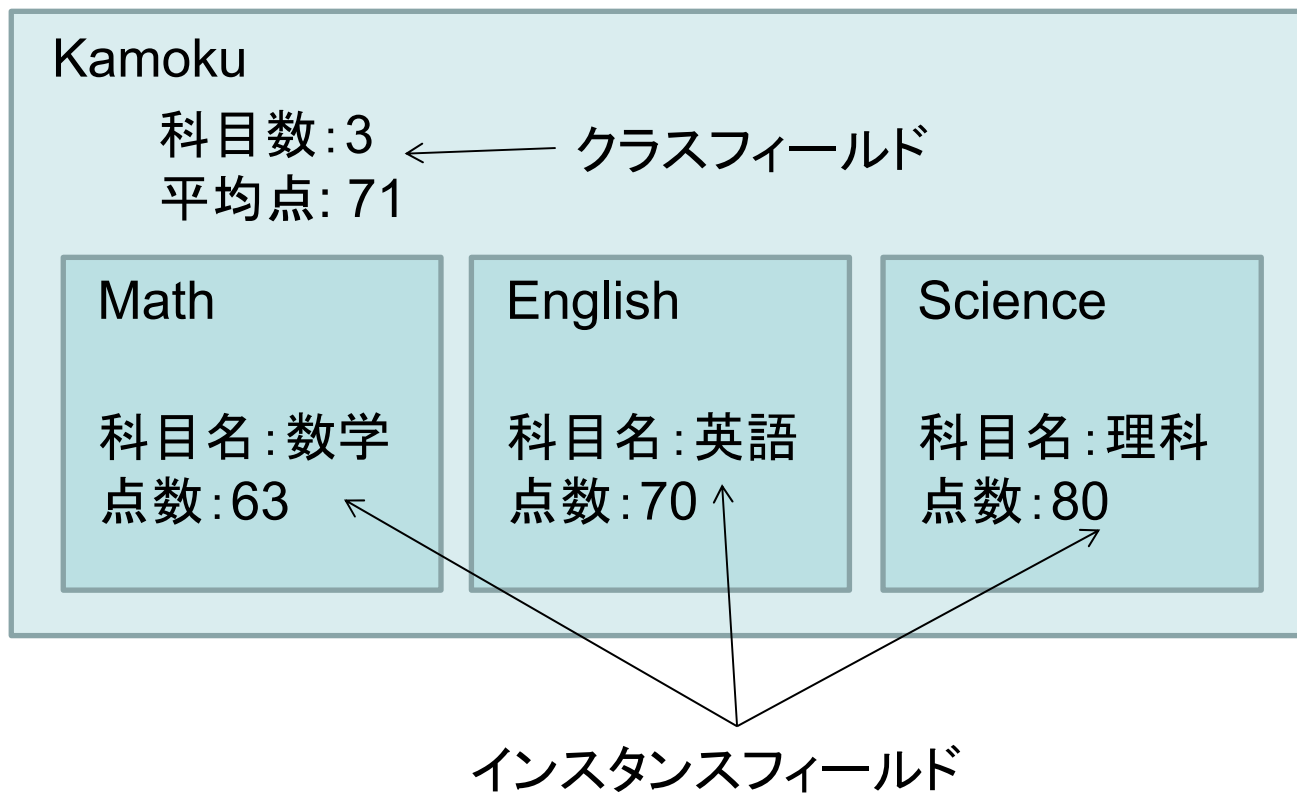 Kamoku
科目数：3
クラスフィールド
平均点: 71
Math
科目名：数学
点数：63
English
科目名：英語
点数：70
Science
科目名：理科
点数：80
インスタンスフィールド